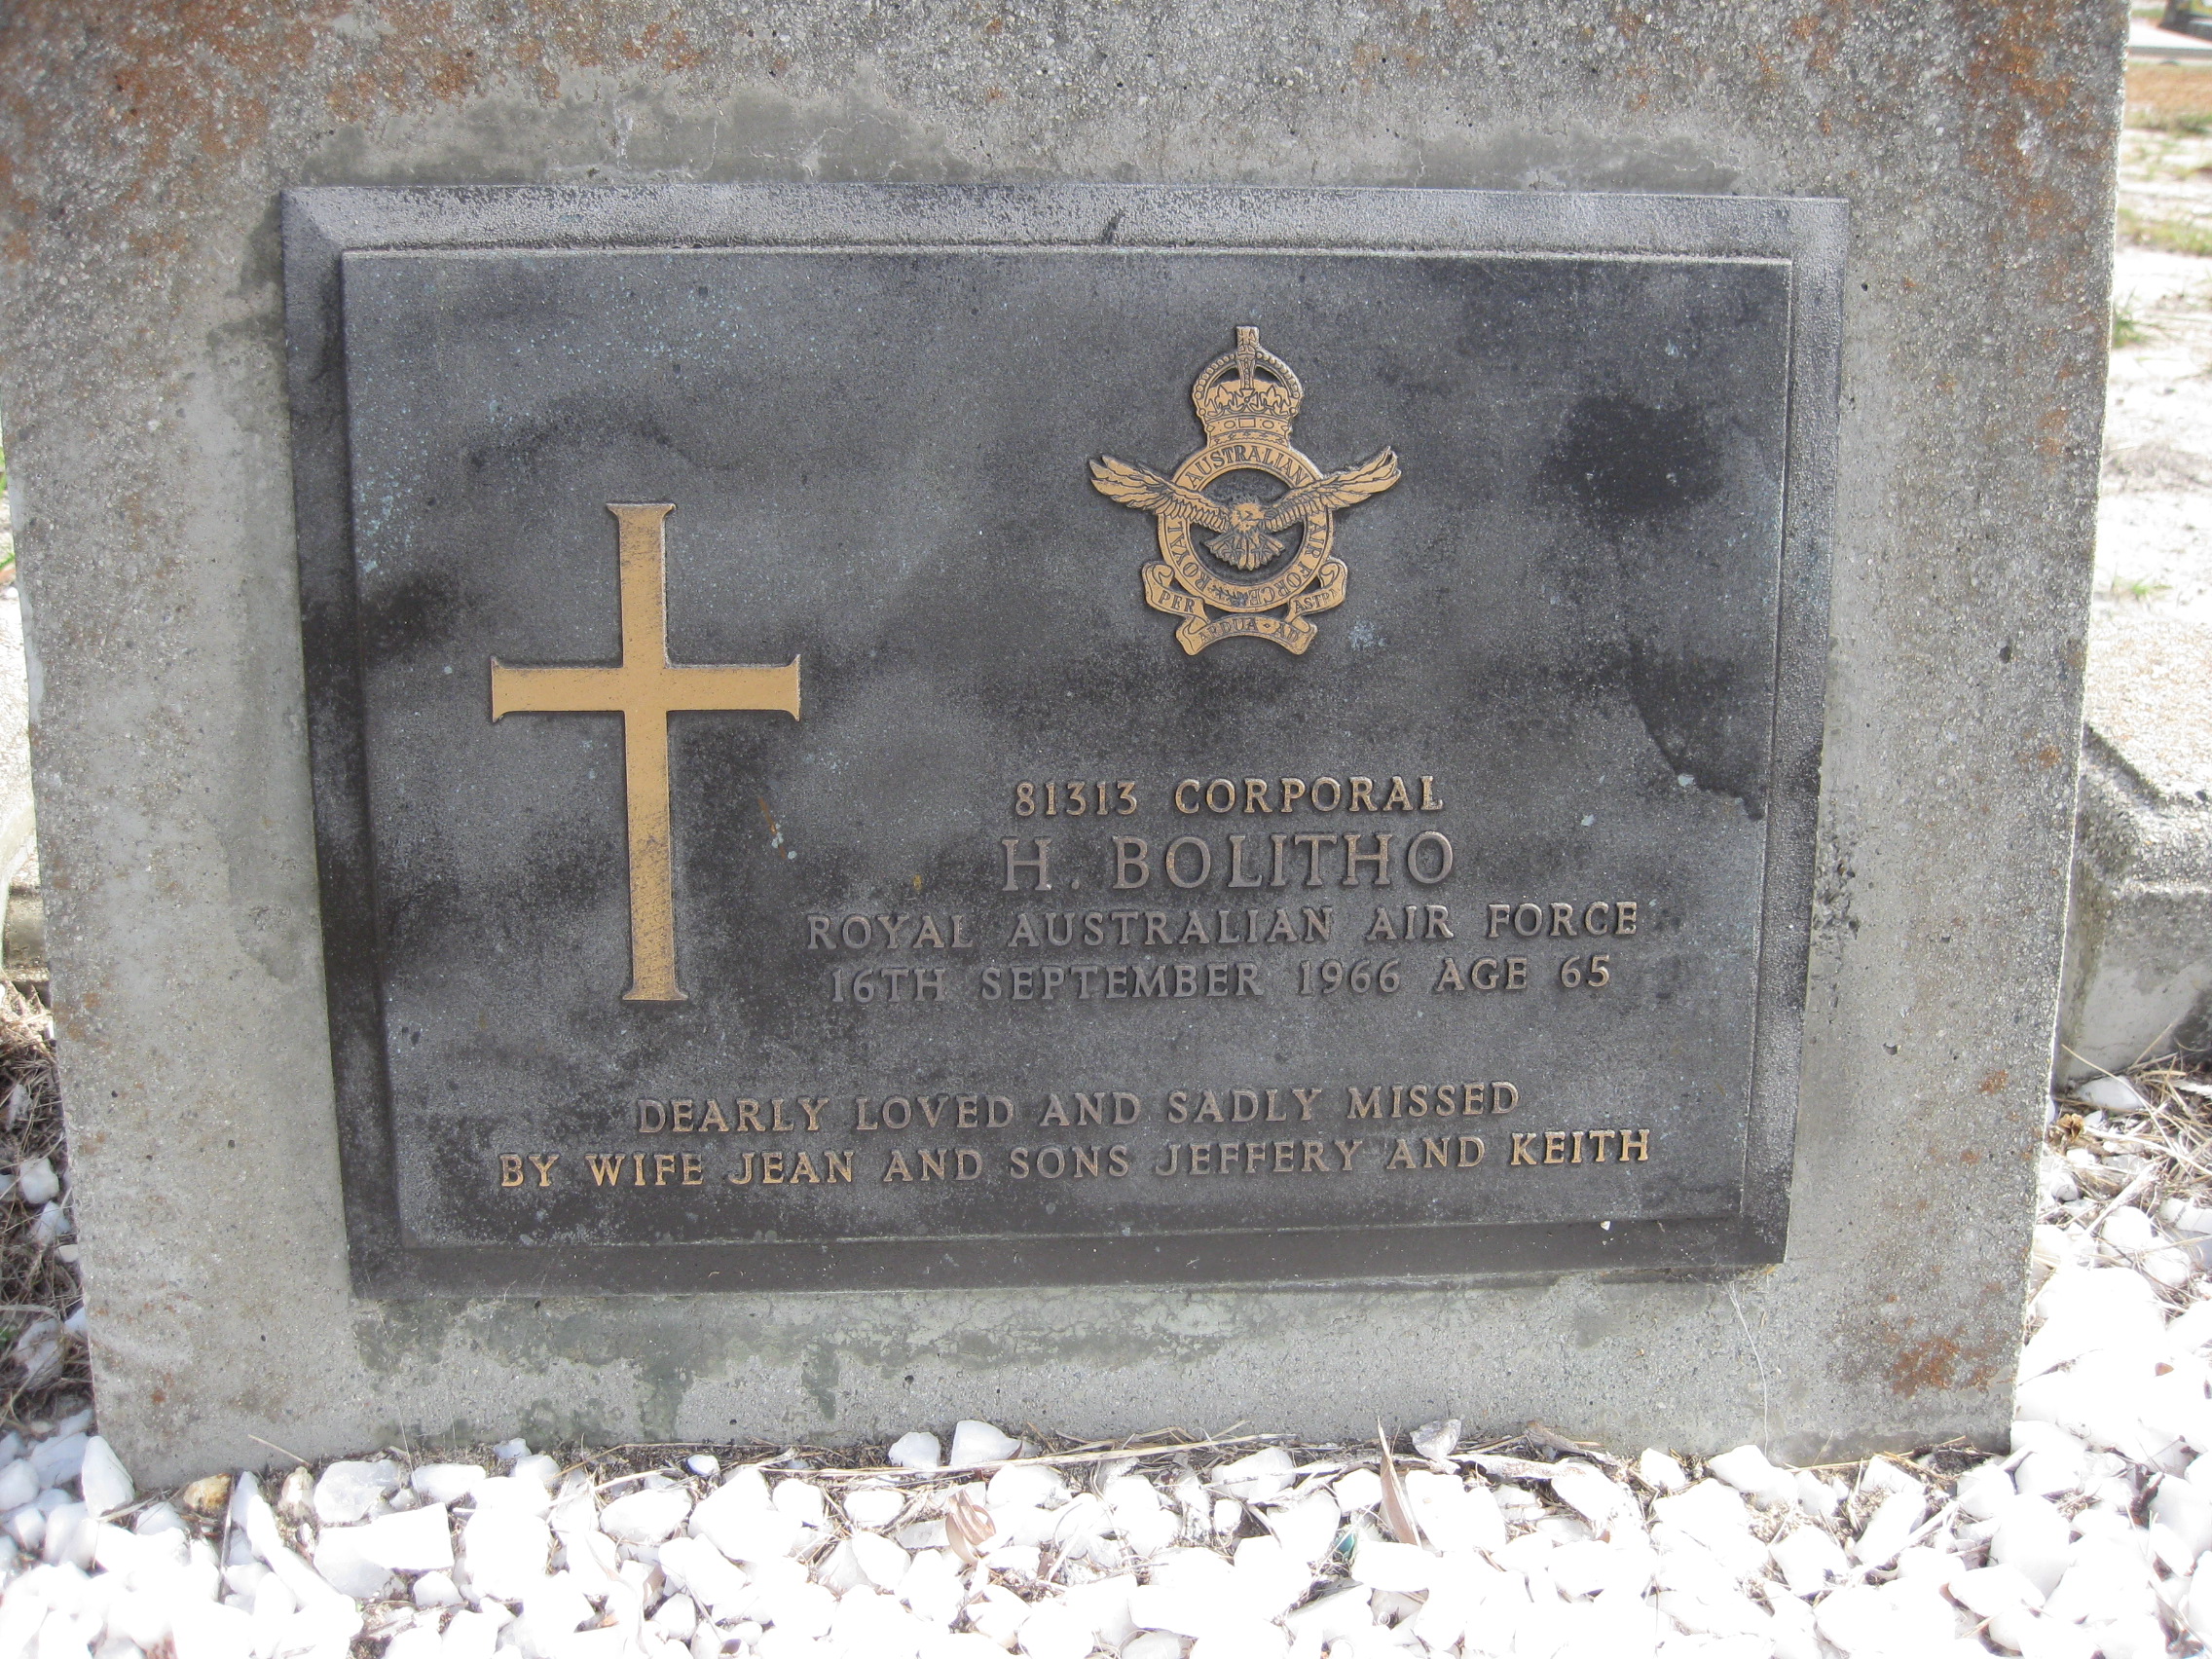 ROYAL AUSTRALIAN AIR FORCE
PER ARDUA · AD ASTRA
81313 CORPORAL
H. BOLITHO
ROYAL AUSTRALIAN AIR FORCE
16TH SEPTEMBER 1966 AGE 65
DEARLY LOVED AND SADLY MISSED
BY WIFE JEAN AND SONS JEFFERY AND KEITH